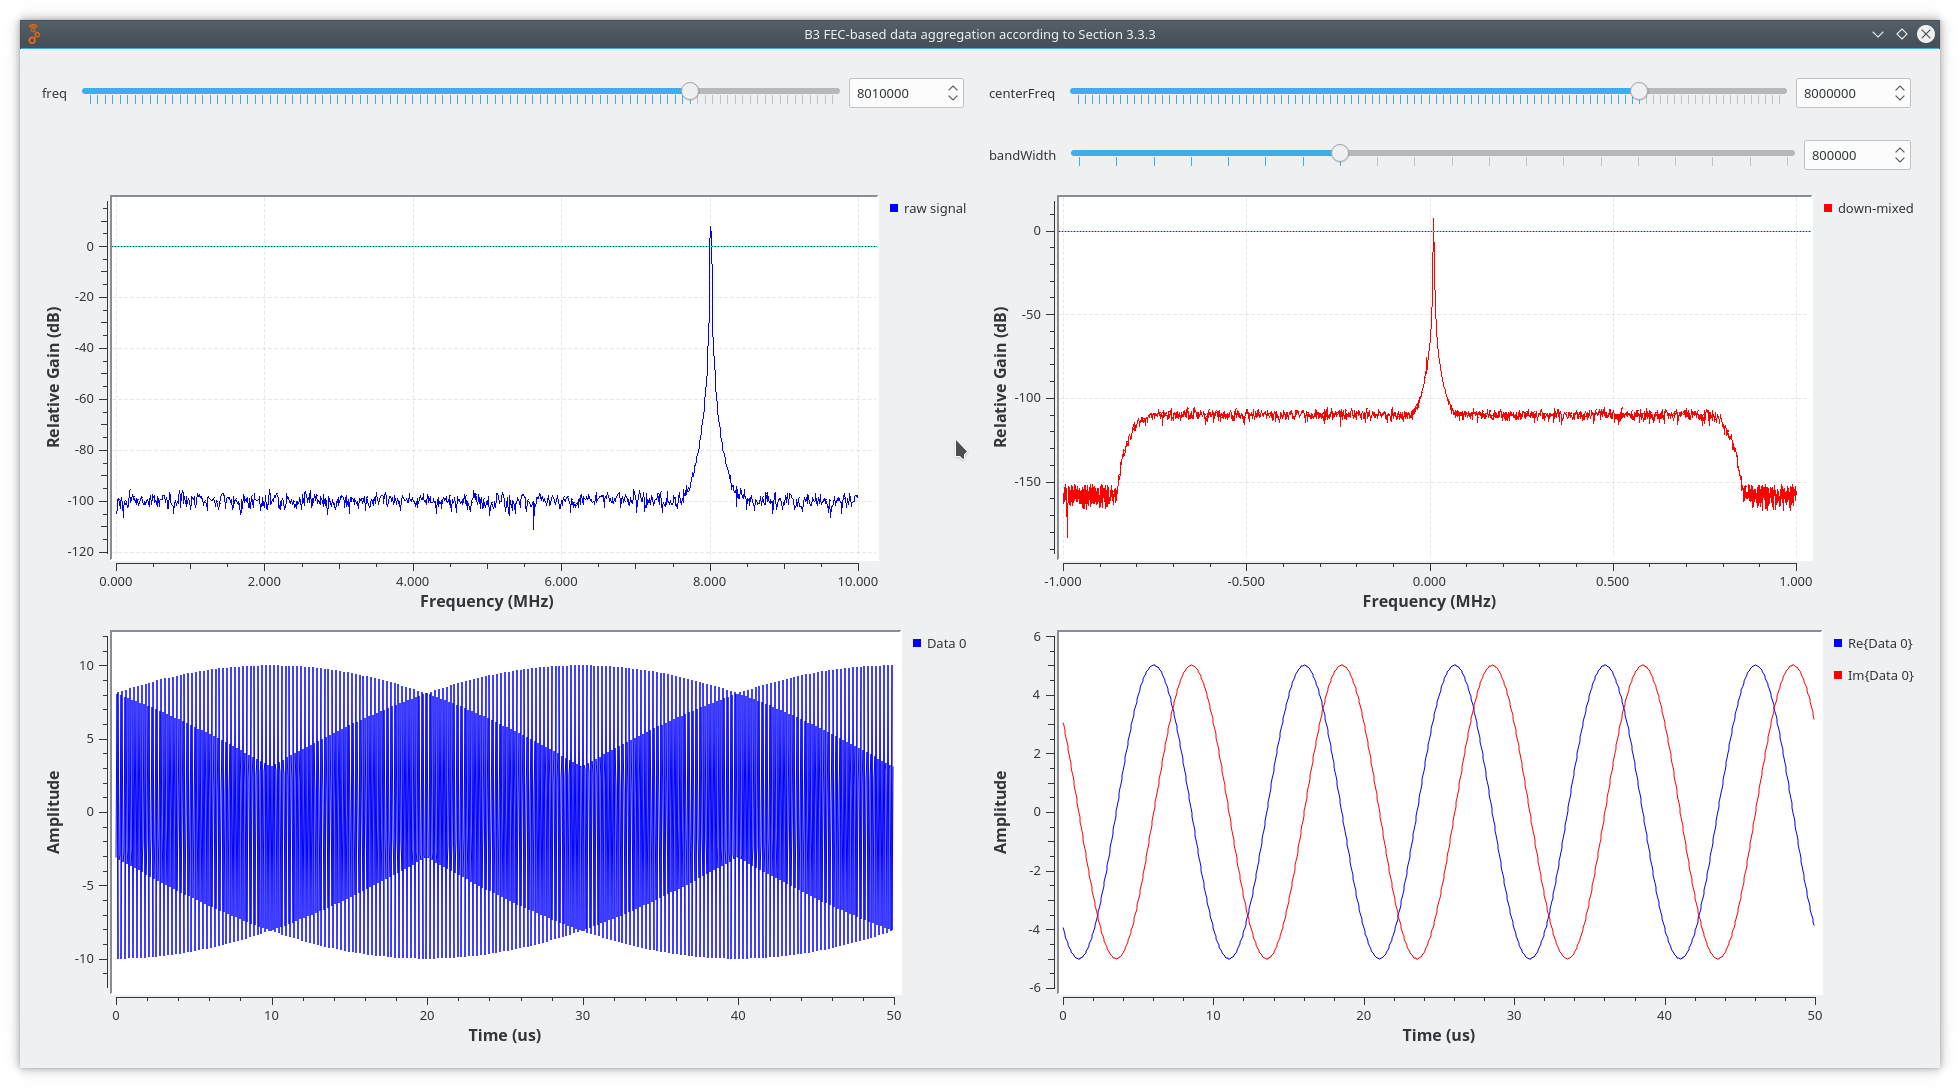 B3 FEC-based data aggregation according to Section 3.3.3
freq
8010000
centerFreq
8000000
bandWidth
800000
raw signal
Relative Gain (dB)
0
-20
-40
-60
-80
-100
-120
0.000 2.000 4.000 6.000 8.000 10.000
Frequency (MHz)
down-mixed
Relative Gain (dB)
0
-50
-100
-150
-1.000 -0.500 0.000 0.500 1.000
Frequency (MHz)
Data 0
Amplitude
10
5
0
-5
-10
0 10 20 30 40 50
Time (us)
Re{Data 0}
Im{Data 0}
Amplitude
6
4
2
0
-2
-4
-6
0 10 20 30 40 50
Time (us)